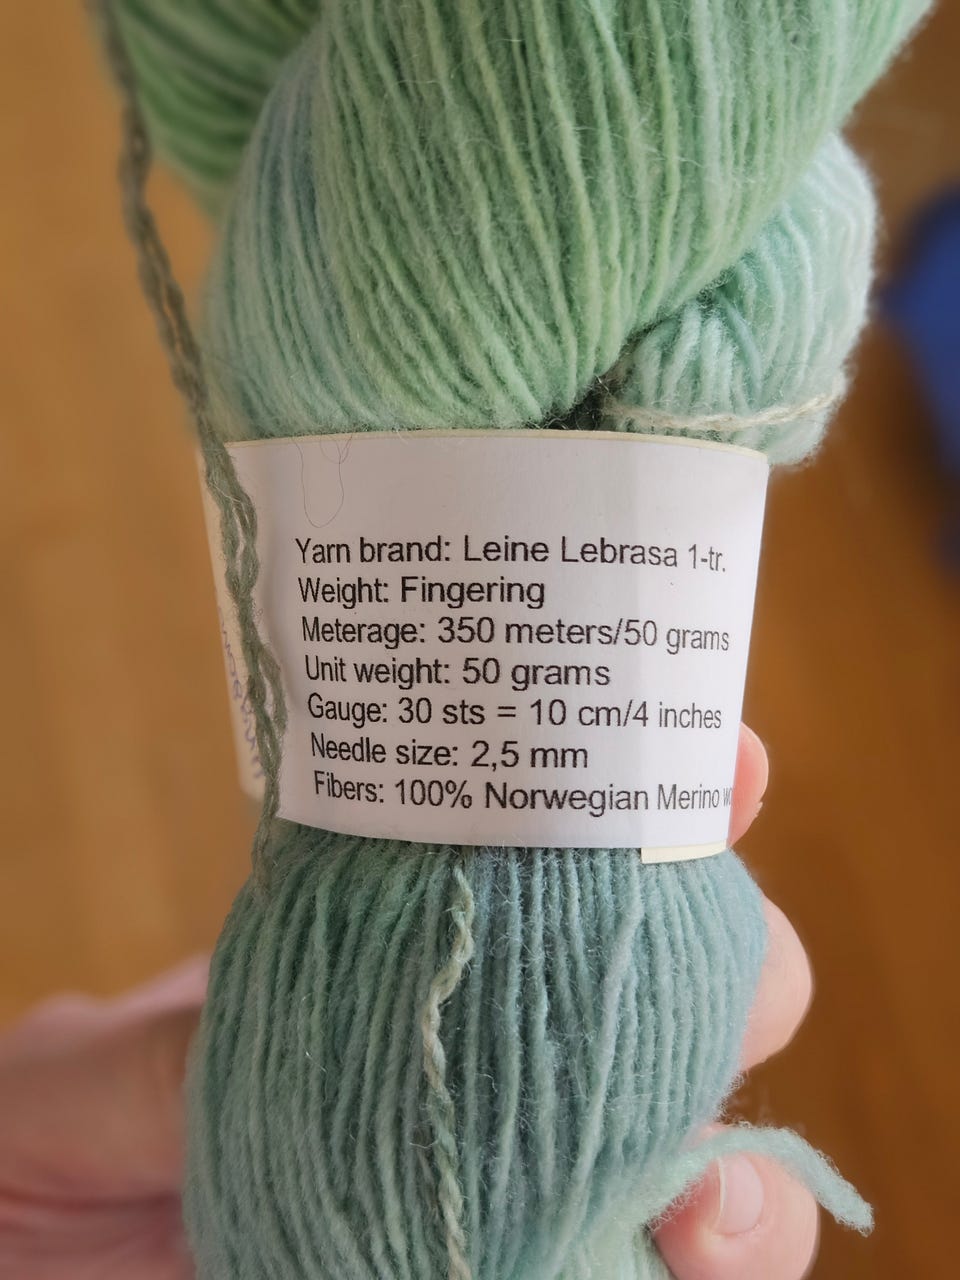 Yarn brand: Leine Lebrasa 1-tr.
Weight: Fingering
Meterage: 350 meters/50 grams
Unit weight: 50 grams
Gauge: 30 sts = 10 cm/4 inches
Needle size: 2,5 mm
Fibers: 100% Norwegian Merino